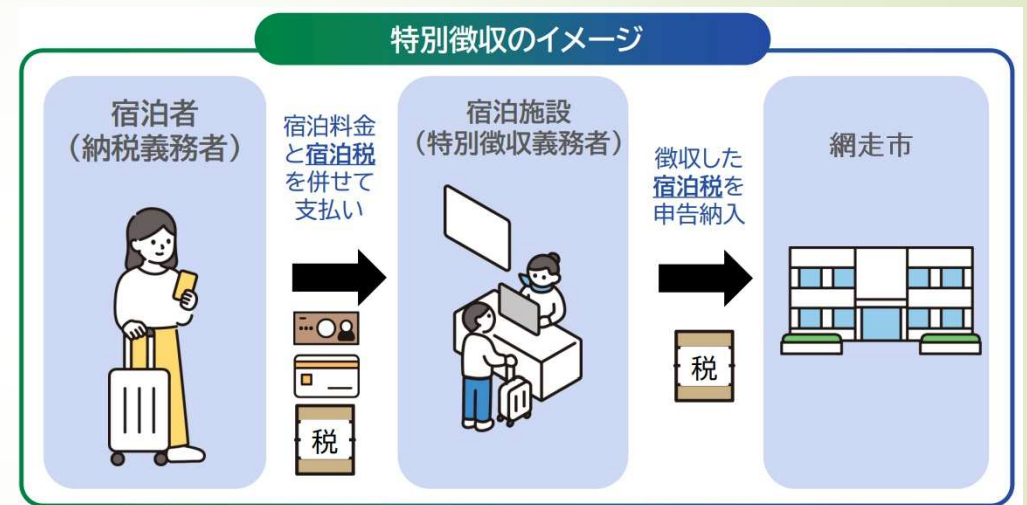 特別徴収のイメージ
宿泊者
（納税義務者）
宿泊料金
と宿泊税
を併せて
支払い
税
宿泊施設
（特別徴収義務者）
徴収した
宿泊税を
申告納入
税
網走市